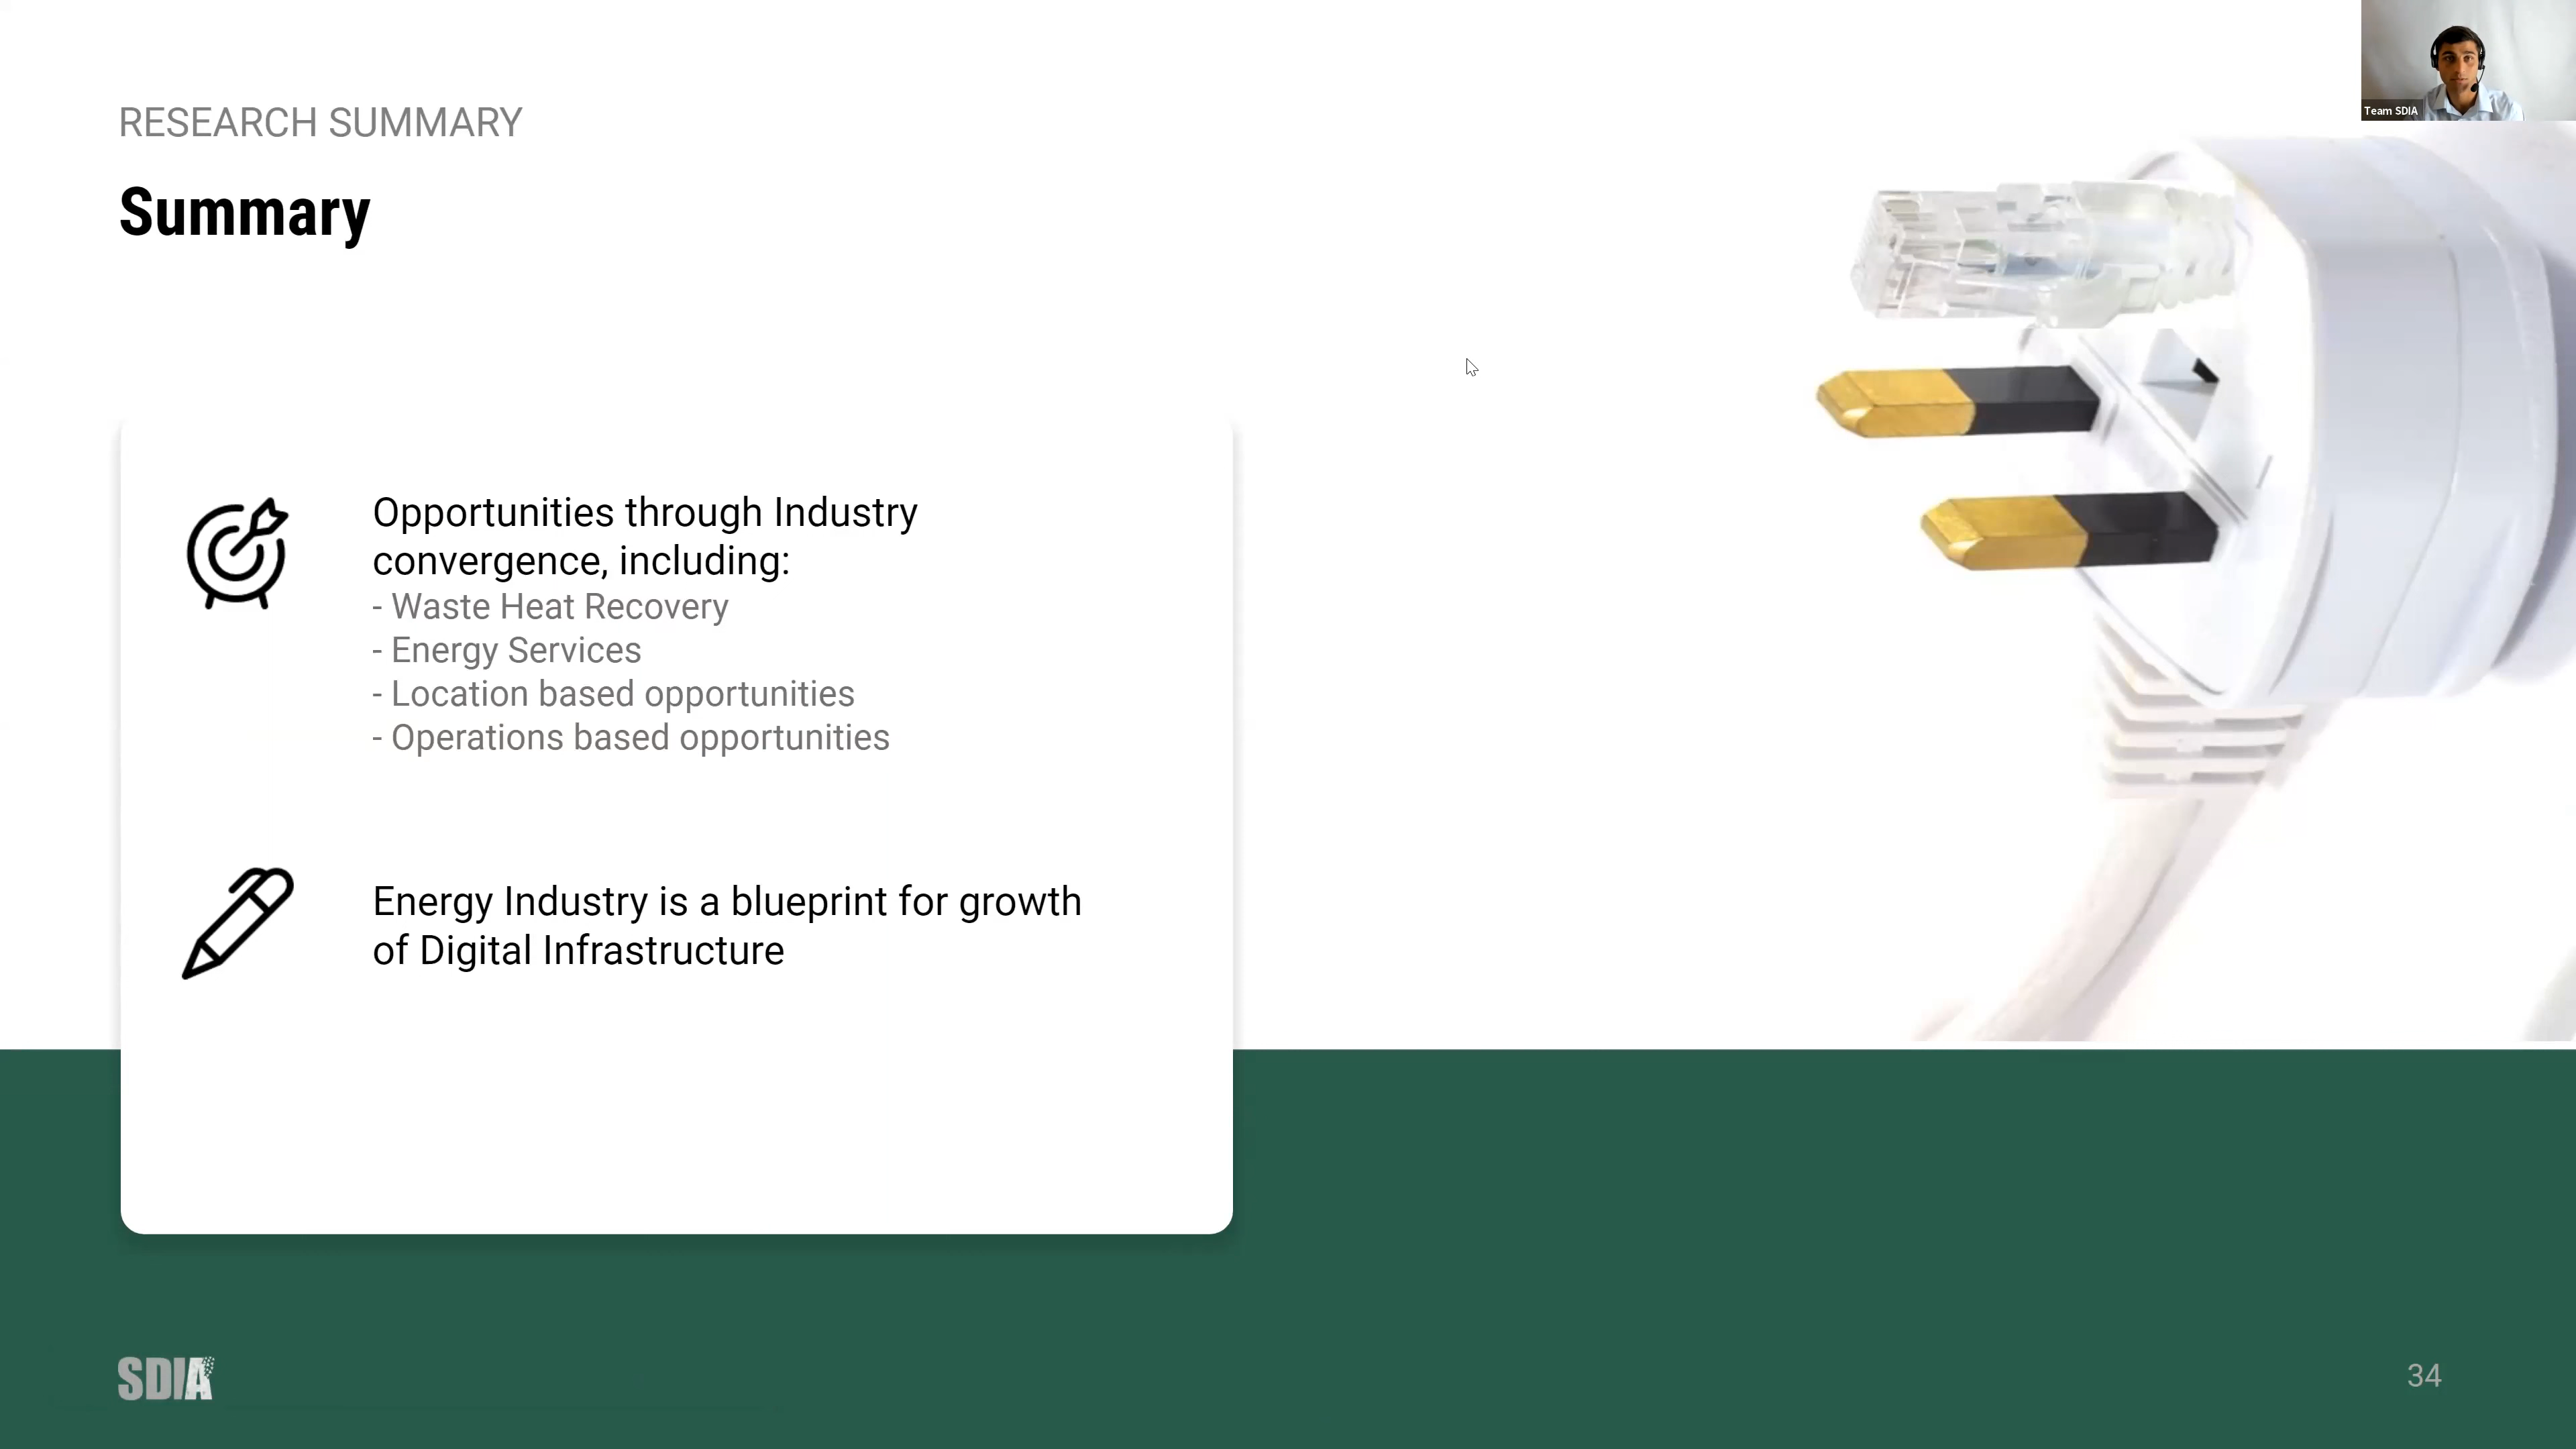 Team SDIA
RESEARCH SUMMARY
Summary
Opportunities through Industry
convergence, including:
- Waste Heat Recovery
- Energy Services
- Location based opportunities
- Operations based opportunities
Energy Industry is a blueprint for growth
of Digital Infrastructure
SDIA
34